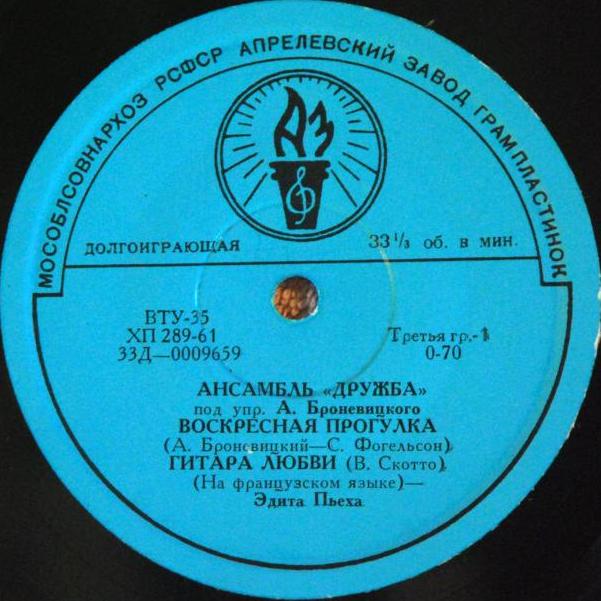 МОСОБЛСОВНАРХОЗ РСФСР АПРЕЛЕВСКИЙ ЗАВОД ГРАМПЛАСТИНОК
АЗ
ДОЛГОИГРАЮЩАЯ 33 1/3 об. в мин.
ВТУ-35
ХП 289-61 Третья гр.-1
33Д—0009659 0-70
АНСАМБЛЬ «ДРУЖБА»
под упр. А. Броневицкого
ВОСКРЕСНАЯ ПРОГУЛКА
(А. Броневицкий—С. Фогельсон)
ГИТАРА ЛЮБВИ (В. Скотто)
(На французском языке)—
Эдита Пьеха